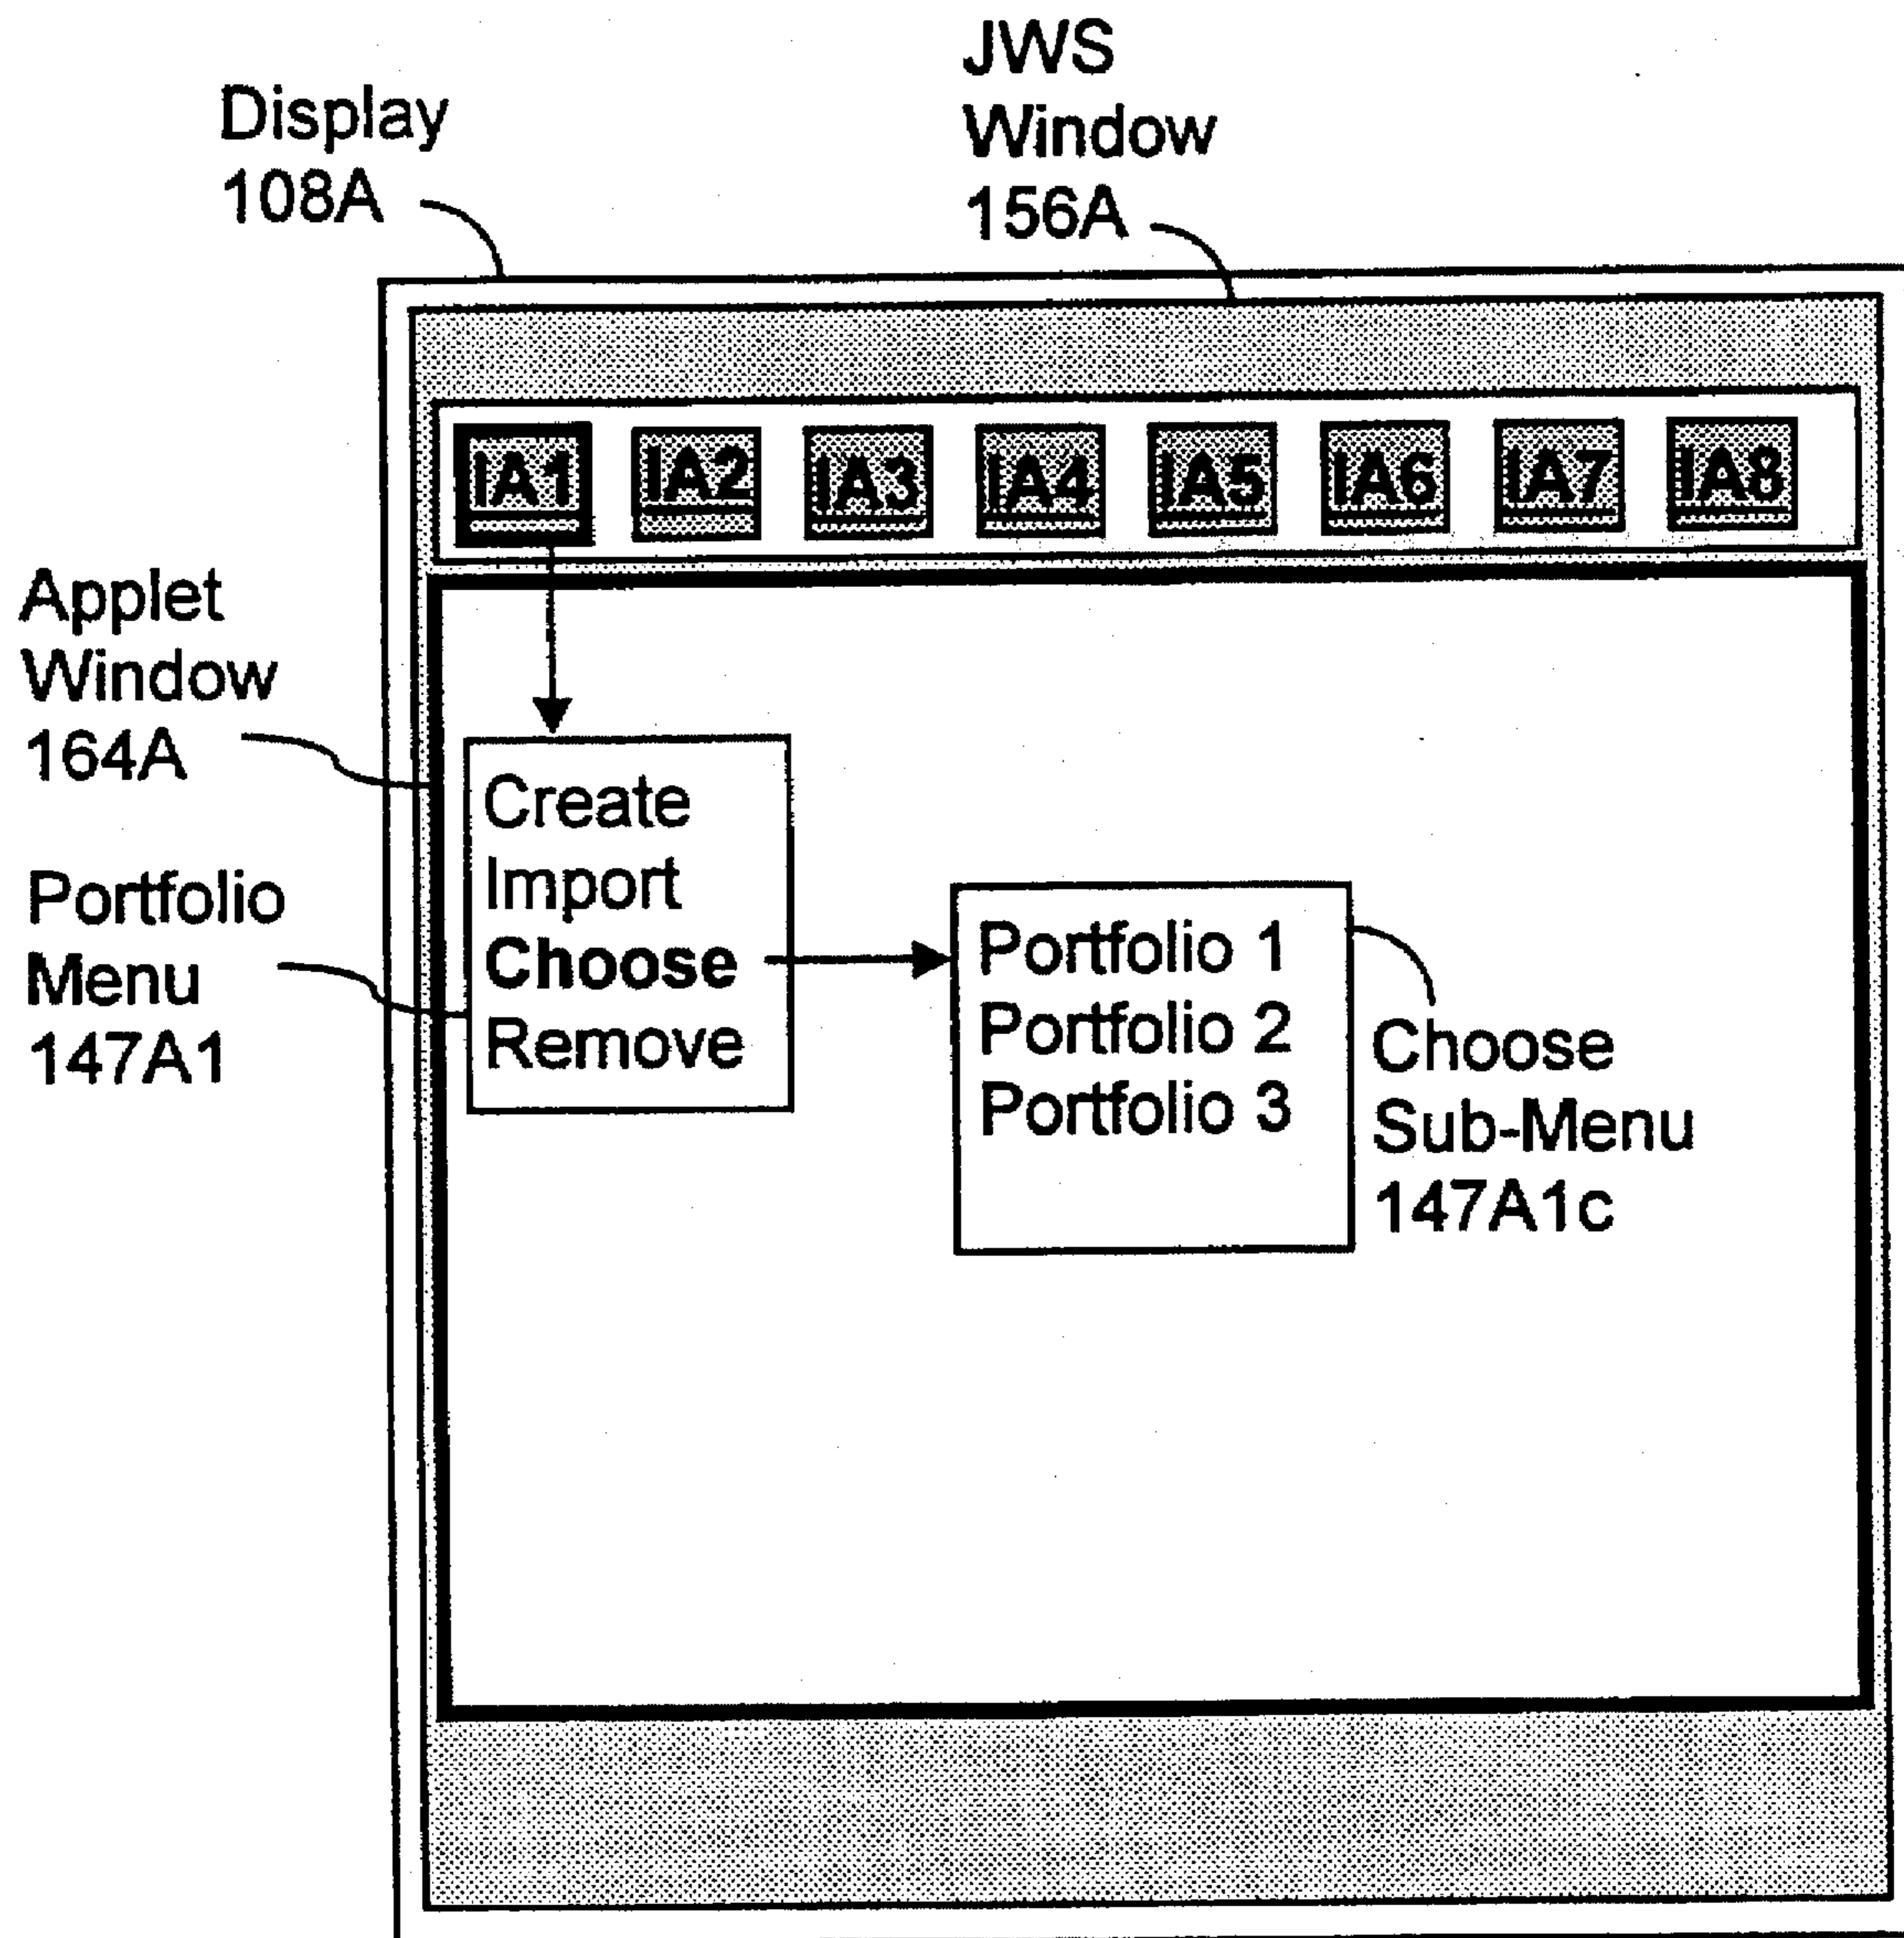 Display
108A
JWS
Window
156A
IA1 IA2 IA3 IA4 IA5 IA6 IA7 IA8
Applet
Window
164A
Portfolio
Menu
147A1
Create
Import
Choose
Remove
Portfolio 1
Portfolio 2
Portfolio 3
Choose
Sub-Menu
147A1c